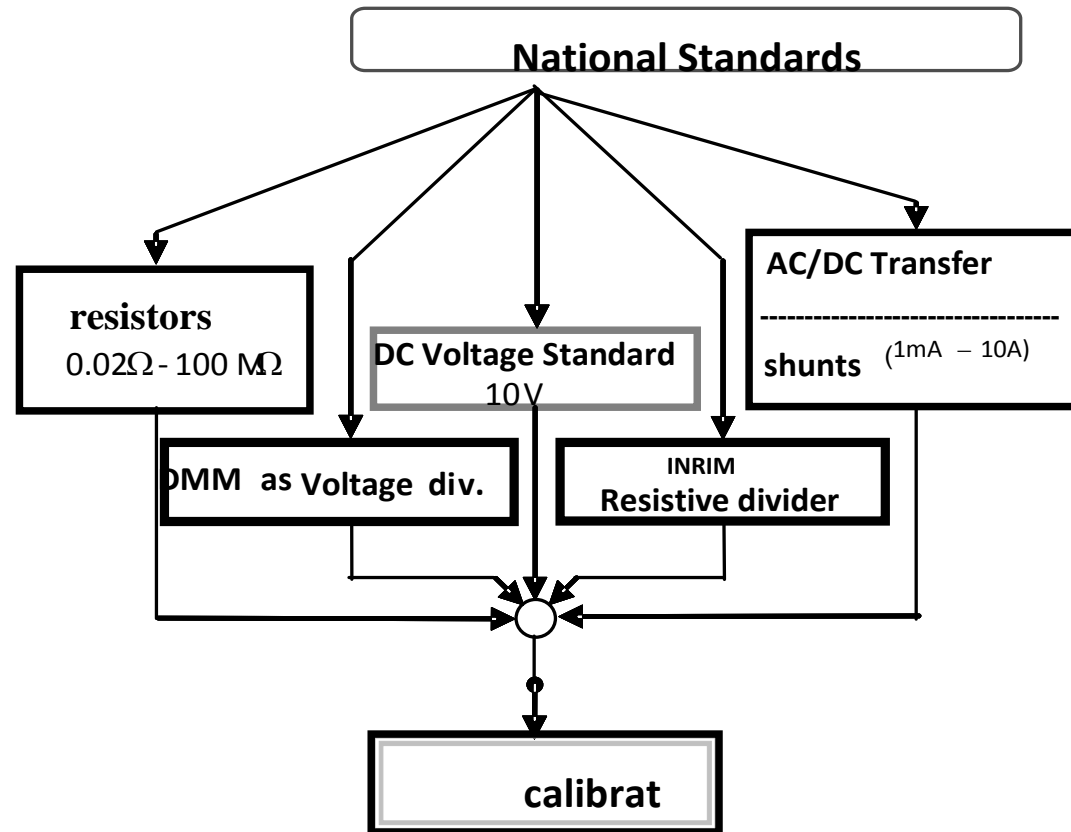 National Standards
resistors
0.02Ω - 100 MΩ
AC/DC Transfer
-----------------------------------
shunts (1mA – 10A)
DC Voltage Standard
10V
DMM as Voltage div.
INRIM
Resistive divider
calibrat